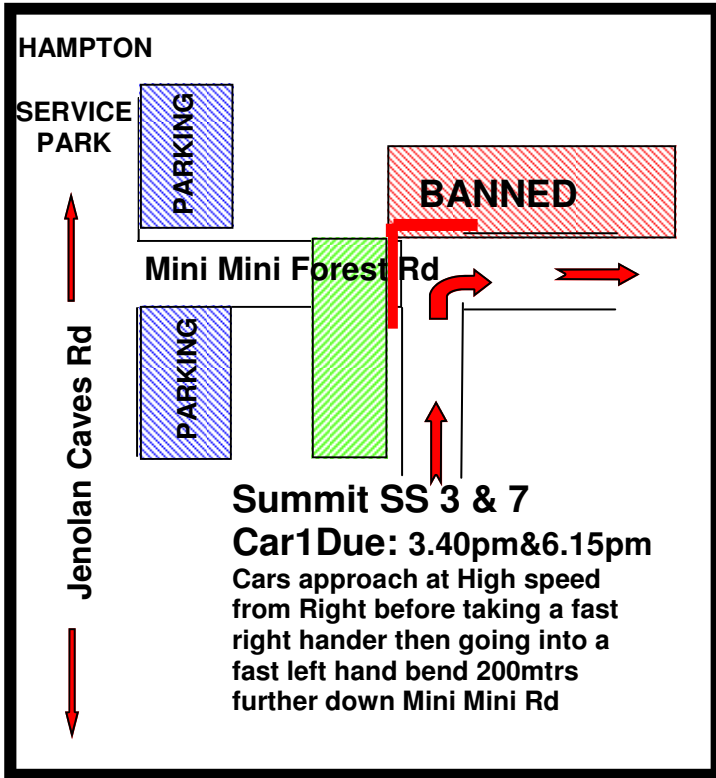 HAMPTON
SERVICE
PARK
PARKING
BANNED
Mini Mini Forest Rd
PARKING
Jenolan Caves Rd
Summit SS 3 & 7
Car1Due: 3.40pm&6.15pm
Cars approach at High speed
from Right before taking a fast
right hander then going into a
fast left hand bend 200mtrs
further down Mini Mini Rd